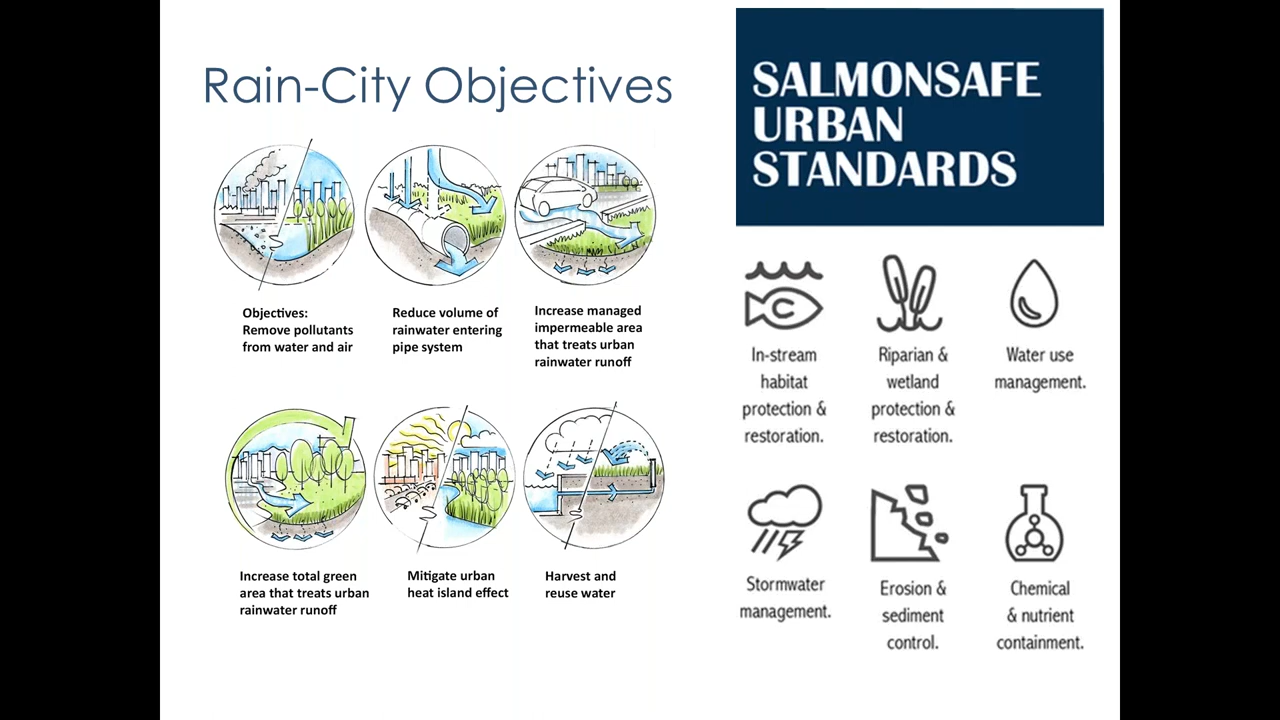 Rain-City Objectives
Objectives:
Remove pollutants
from water and air
Reduce volume of
rainwater entering
pipe system
Increase managed
impermeable area
that treats urban
rainwater runoff
Increase total green
area that treats urban
rainwater runoff
Mitigate urban
heat island effect
Harvest and
reuse water
SALMONSAFE
URBAN
STANDARDS
In-stream
habitat
protection &
restoration.
Riparian &
wetland
protection &
restoration.
Water use
management.
Stormwater
management.
Erosion &
sediment
control.
Chemical
& nutrient
containment.